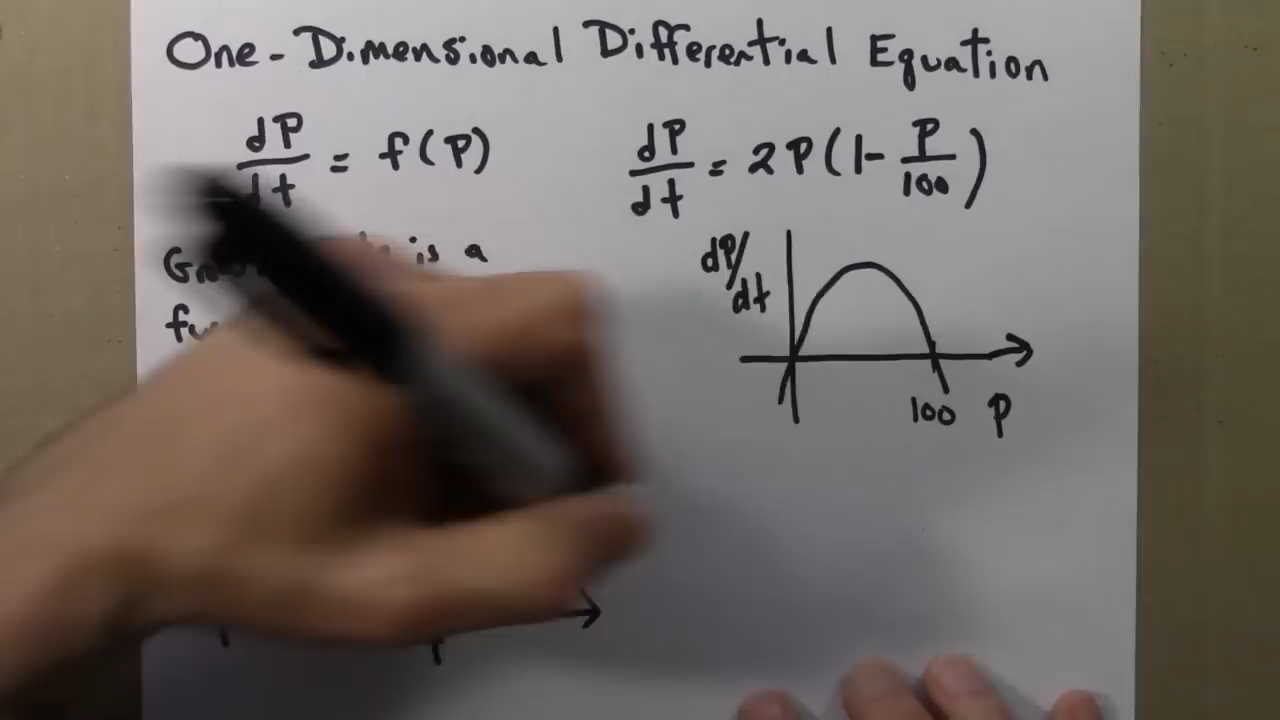 One-Dimensional Differential Equation
dP/dt = f(P)
is a
dP/dt = 2P(1-P/100)
dP/dt
100 P